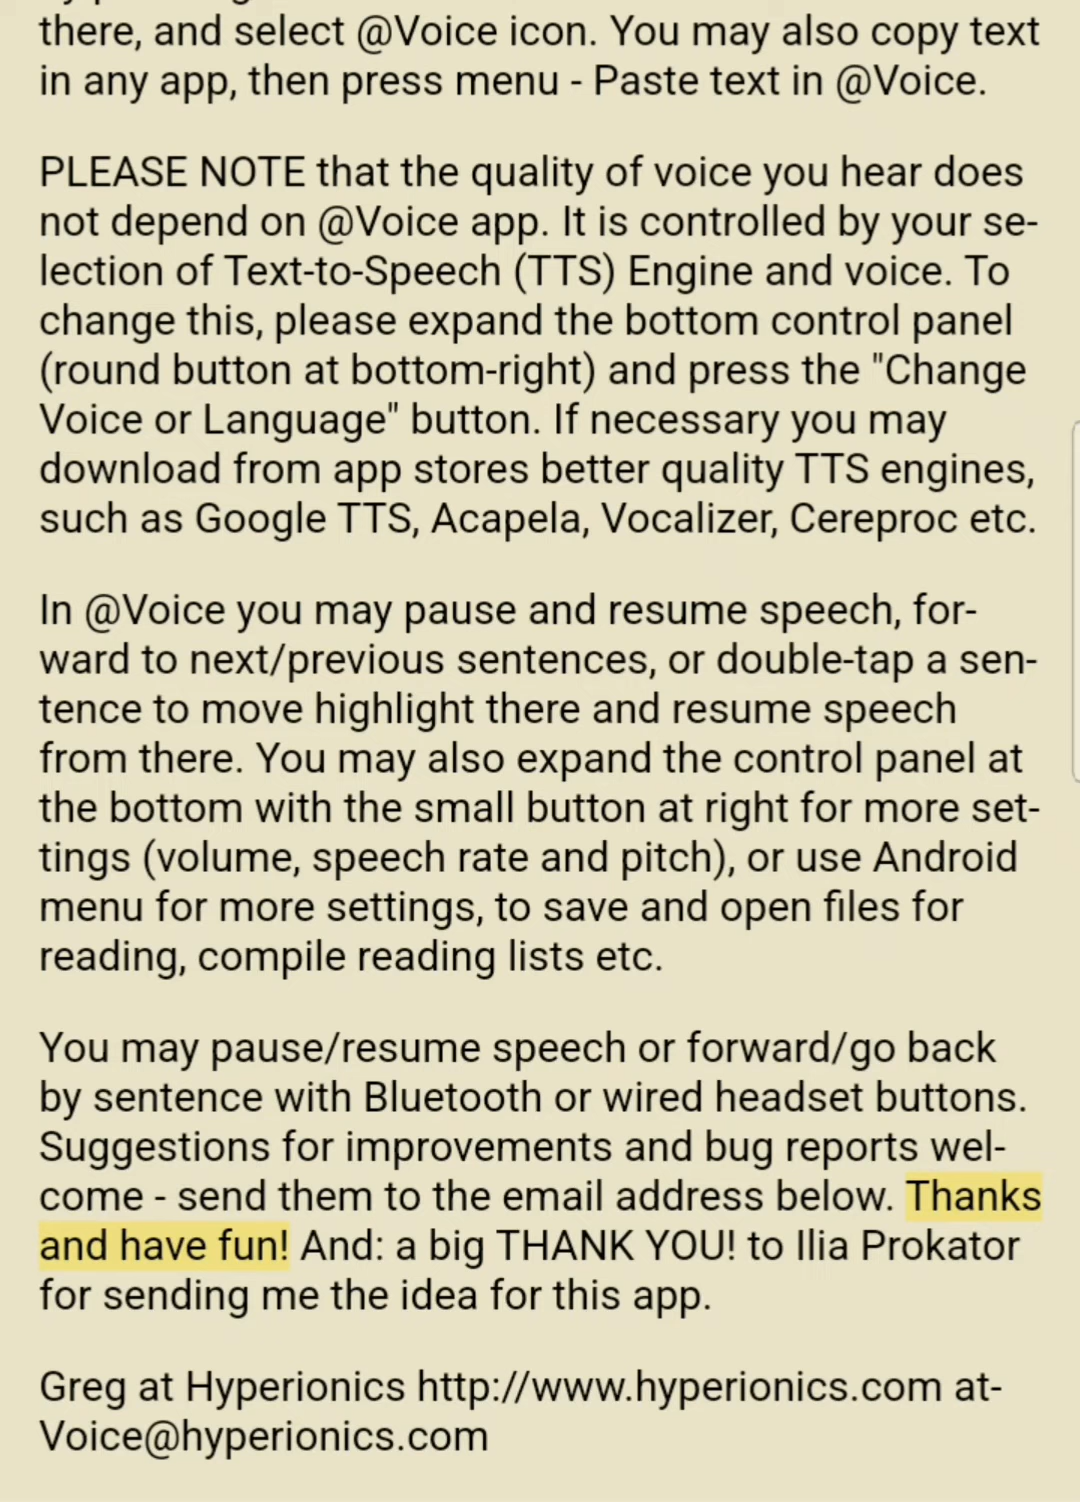 there, and select @Voice icon. You may also copy text
in any app, then press menu - Paste text in @Voice.
PLEASE NOTE that the quality of voice you hear does
not depend on @Voice app. It is controlled by your se-
lection of Text-to-Speech (TTS) Engine and voice. To
change this, please expand the bottom control panel
(round button at bottom-right) and press the "Change
Voice or Language" button. If necessary you may
download from app stores better quality TTS engines,
such as Google TTS, Acapela, Vocalizer, Cereproc etc.
In @Voice you may pause and resume speech, for-
ward to next/previous sentences, or double-tap a sen-
tence to move highlight there and resume speech
from there. You may also expand the control panel at
the bottom with the small button at right for more set-
tings (volume, speech rate and pitch), or use Android
menu for more settings, to save and open files for
reading, compile reading lists etc.
You may pause/resume speech or forward/go back
by sentence with Bluetooth or wired headset buttons.
Suggestions for improvements and bug reports wel-
come - send them to the email address below. Thanks
and have fun! And: a big THANK YOU! to Ilia Prokator
for sending me the idea for this app.
Greg at Hyperionics http://www.hyperionics.com at-
Voice@hyperionics.com